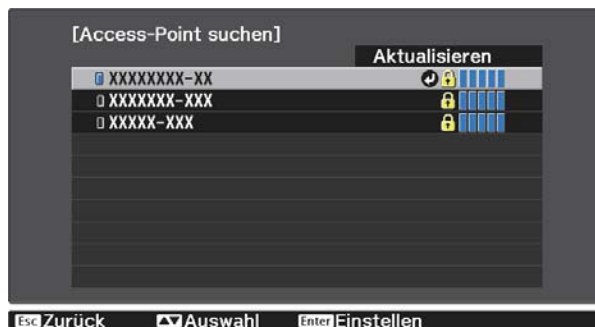 [Access-Point suchen]
Aktualisieren
XXXXXXXX-XX
XXXXXXX-XXX
XXXXX-XXX
Esc Zurück Auswahl Enter Einstellen